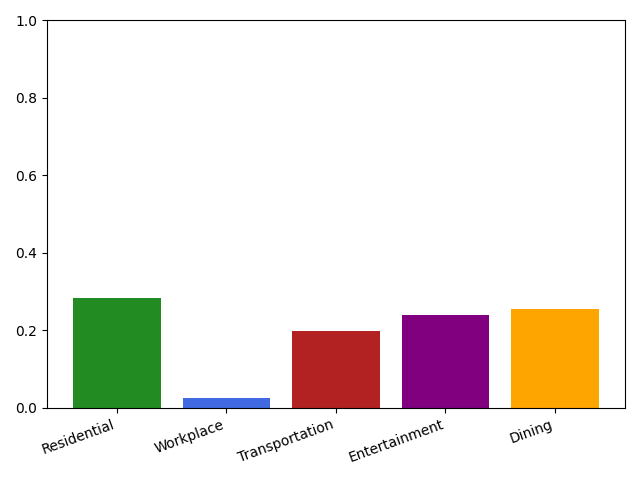 1.0
0.8
0.6
0.4
0.2
0.0
Residential
Workplace
Transportation
Entertainment
Dining